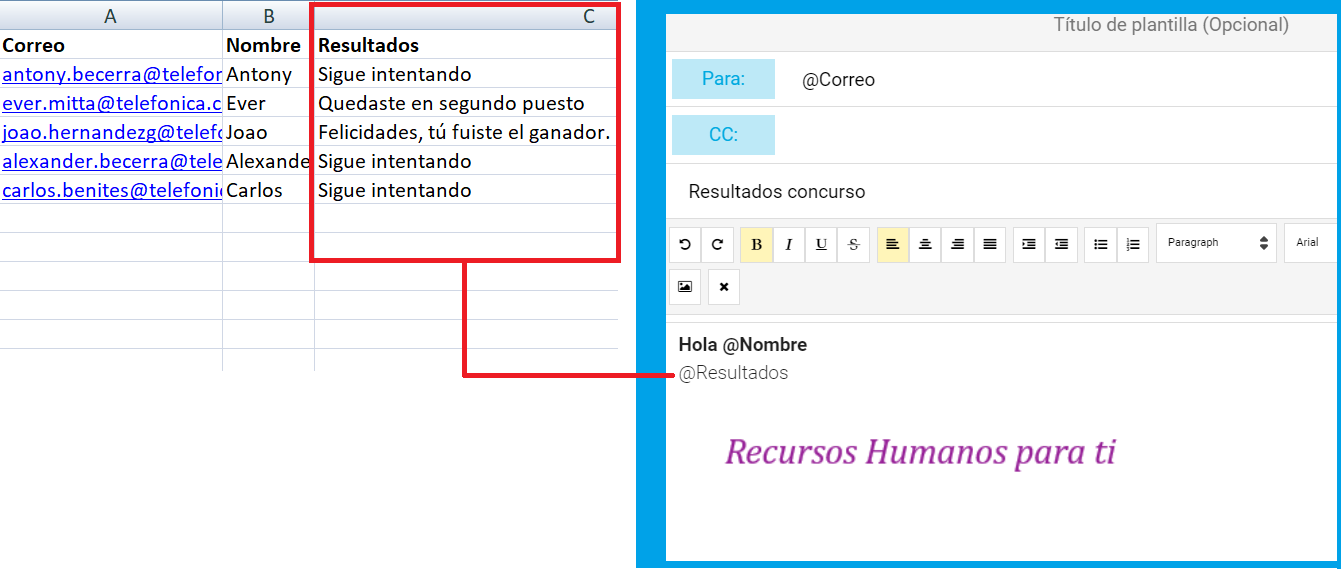 A B C
Correo Nombre Resultados
antony.becerra@telefor Antony Sigue intentando
ever.mitta@telefonica.c Ever Quedaste en segundo puesto
joao.hernandezg@telefo Joao Felicidades, tú fuiste el ganador.
alexander.becerra@tele Alexande Sigue intentando
carlos.benites@telefoni Carlos Sigue intentando
Título de plantilla (Opcional)
Para: @Correo
CC:
Resultados concurso
B I U S Paragraph Arial
Hola @Nombre
@Resultados
Recursos Humanos para ti